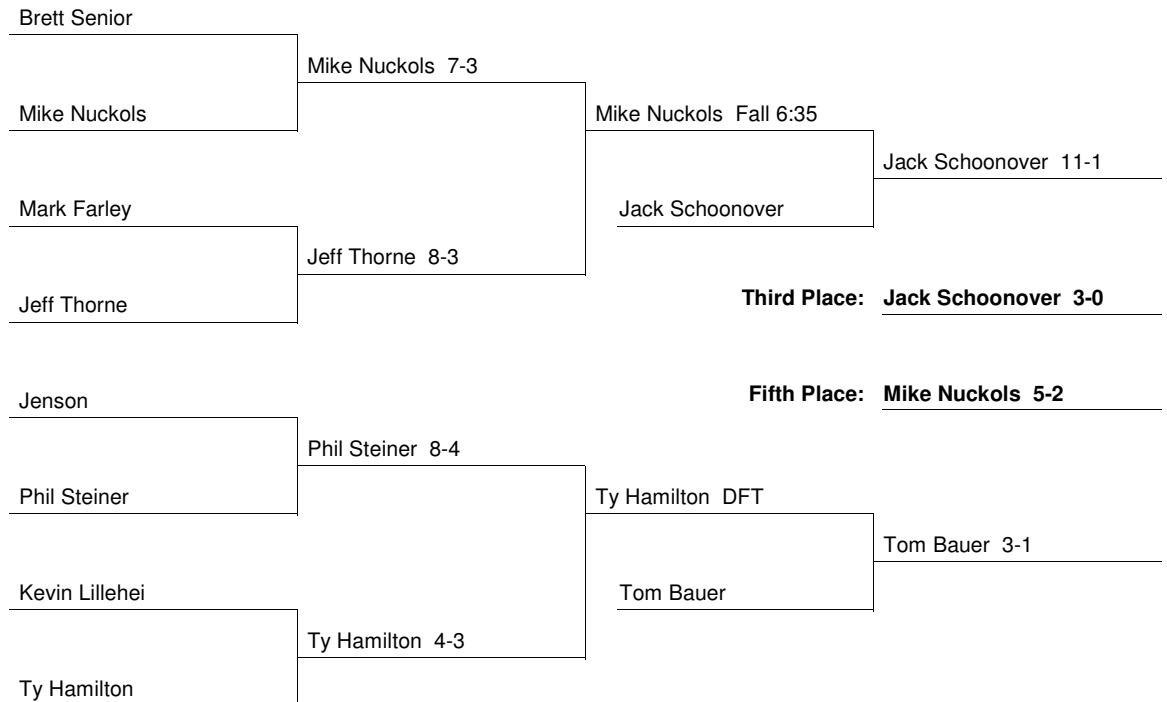 Brett Senior
Mike Nuckols 7-3
Mike Nuckols
Mike Nuckols Fall 6:35
Jack Schoonover 11-1
Mark Farley
Jack Schoonover
Jeff Thorne 8-3
Jeff Thorne
Third Place: Jack Schoonover 3-0
Jenson
Fifth Place: Mike Nuckols 5-2
Phil Steiner 8-4
Phil Steiner
Ty Hamilton DFT
Tom Bauer 3-1
Kevin Lillehei
Tom Bauer
Ty Hamilton 4-3
Ty Hamilton